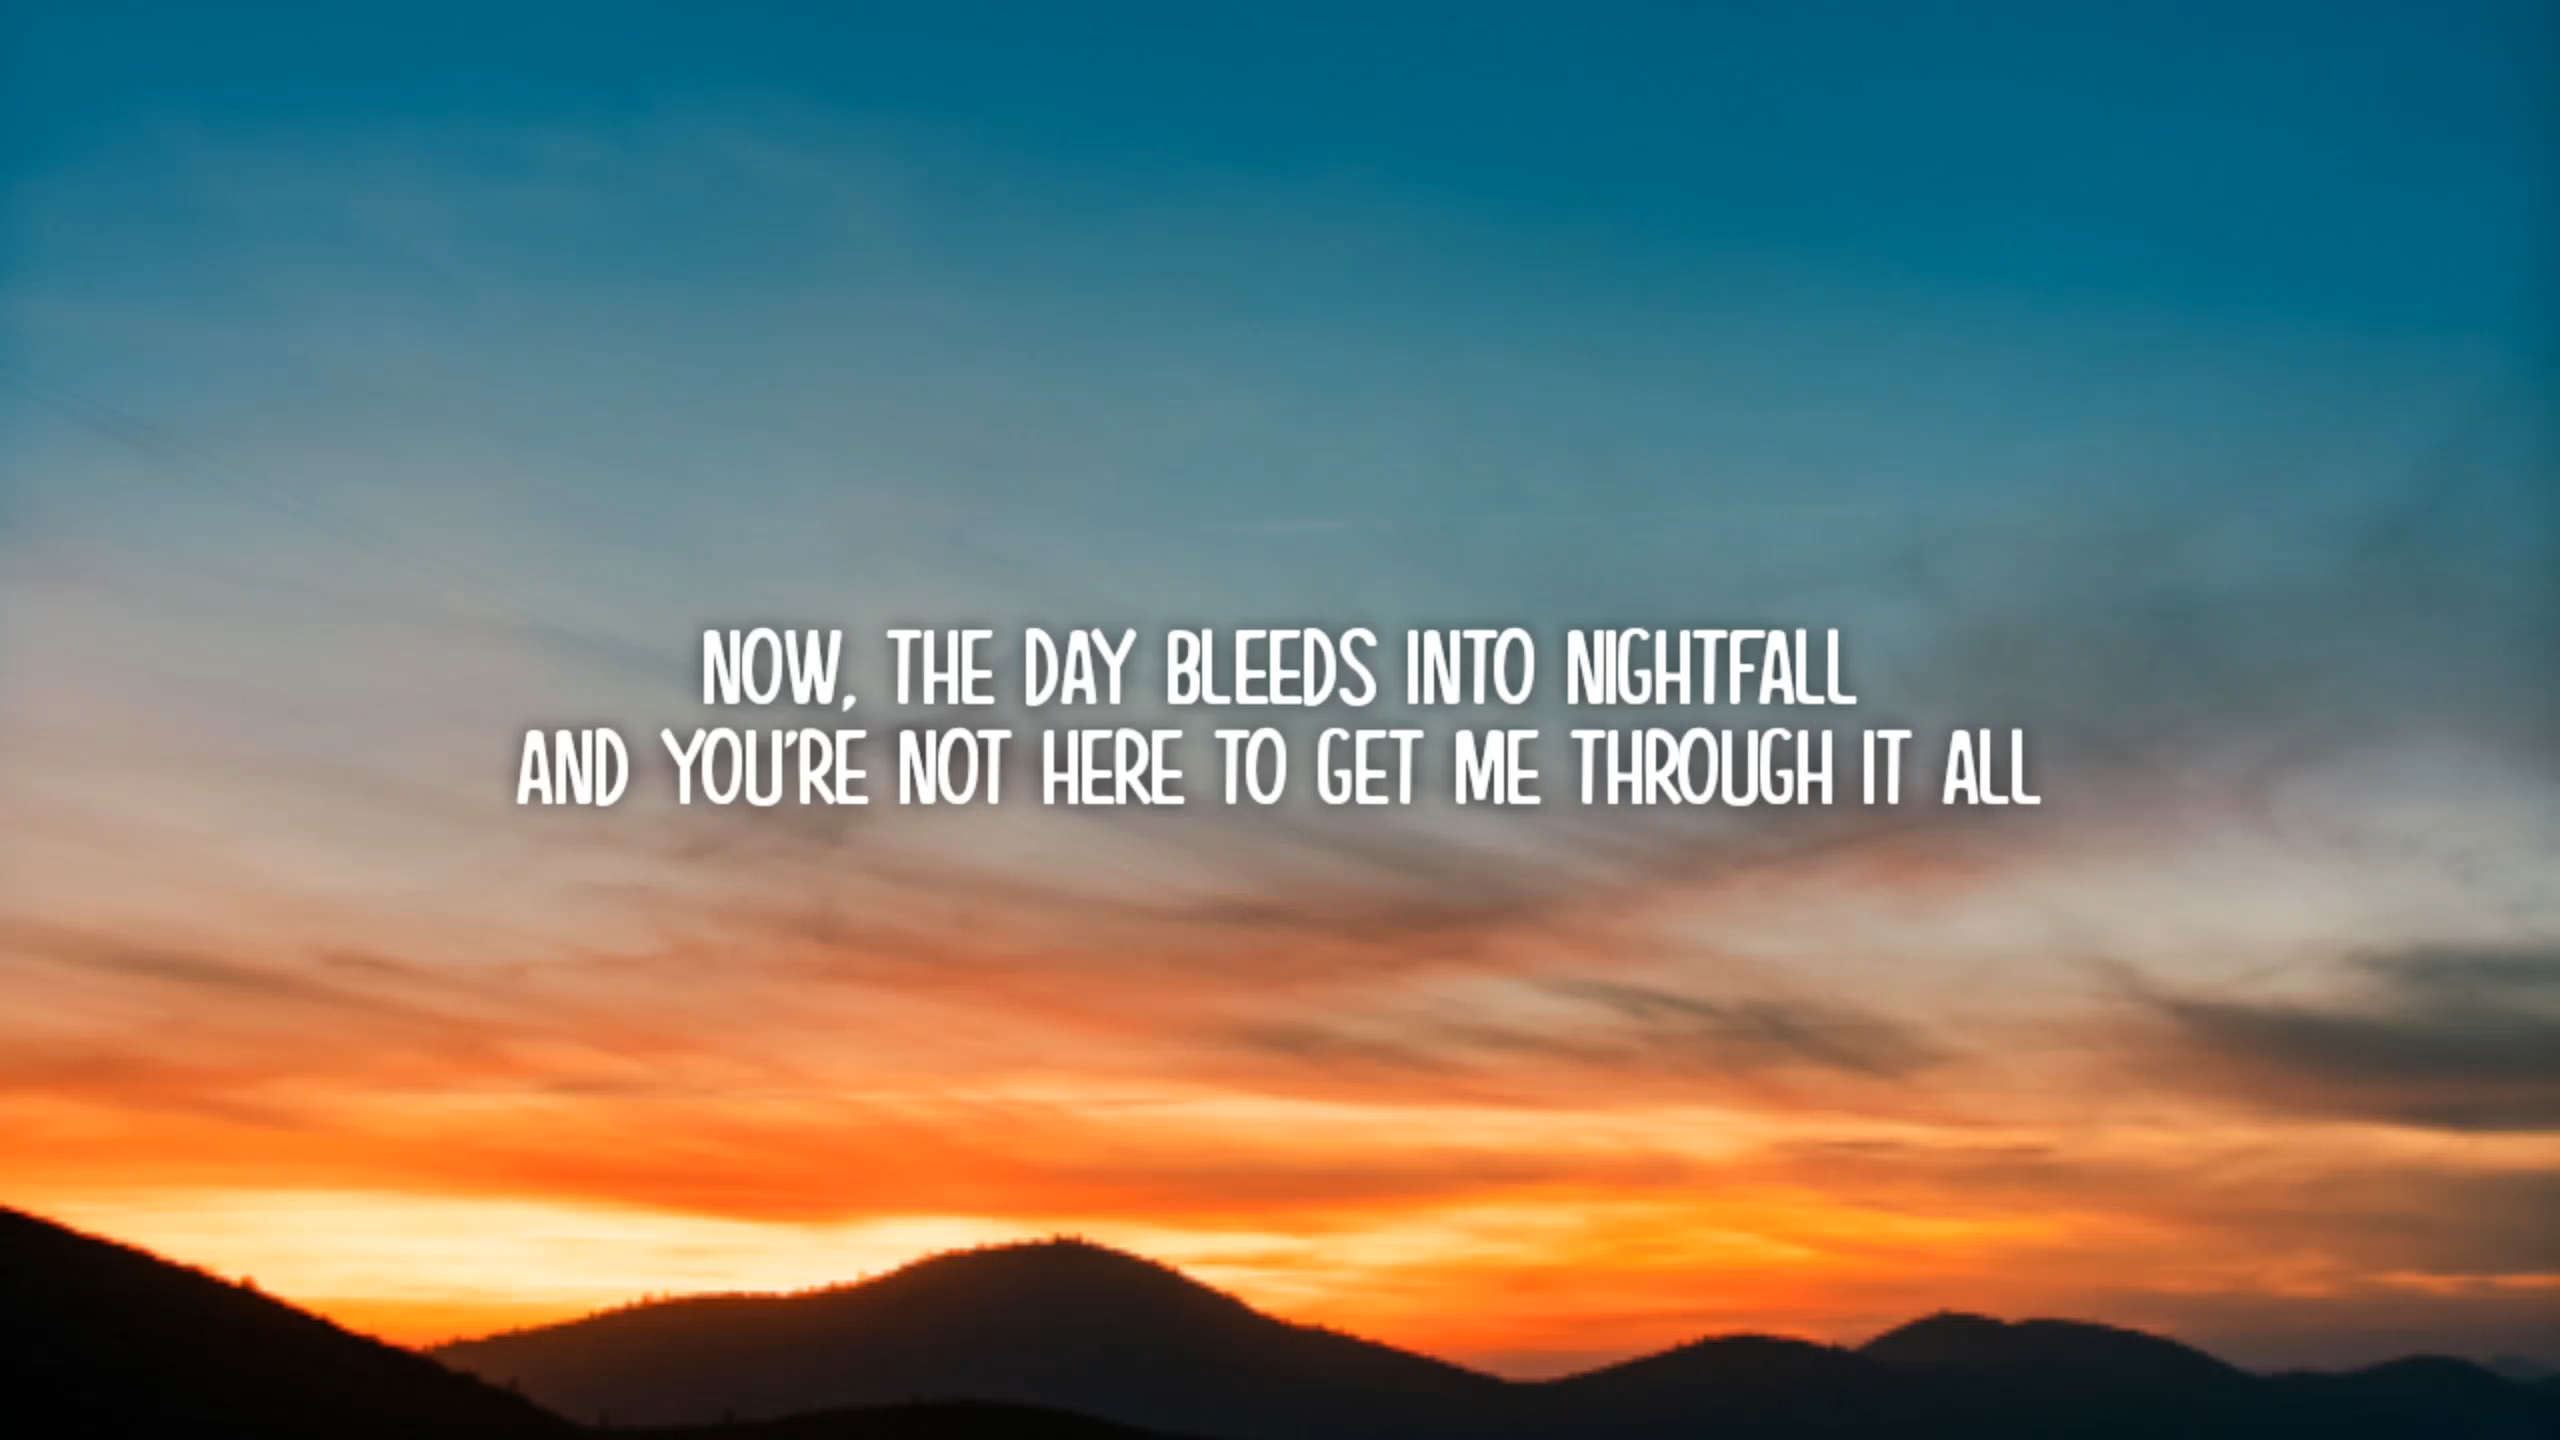 NOW, THE DAY BLEEDS INTO NIGHTFALL
AND YOU'RE NOT HERE TO GET ME THROUGH IT ALL